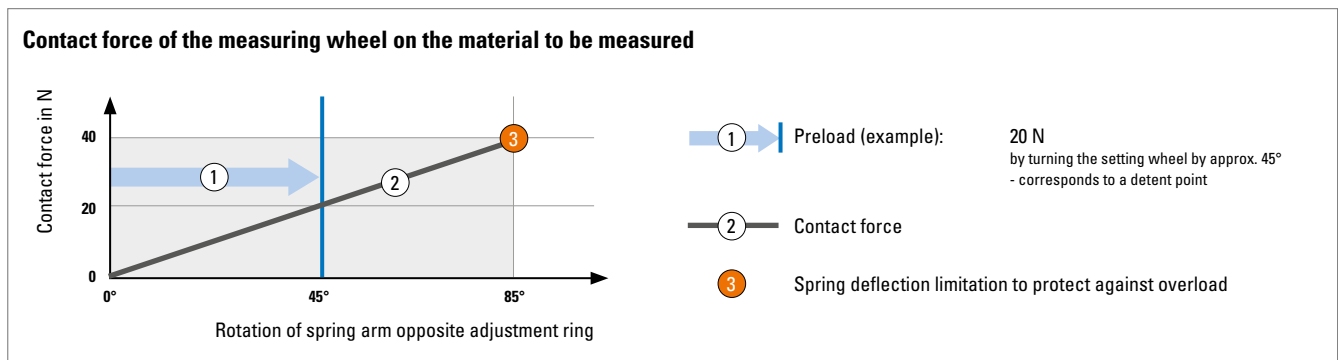 Contact force of the measuring wheel on the material to be measured
Contact force in N
40
20
0
0°
45°
85°
1
2
3
Rotation of spring arm opposite adjustment ring
1 Preload (example): 20 N
by turning the setting wheel by approx. 45°
- corresponds to a detent point
2 Contact force
3 Spring deflection limitation to protect against overload